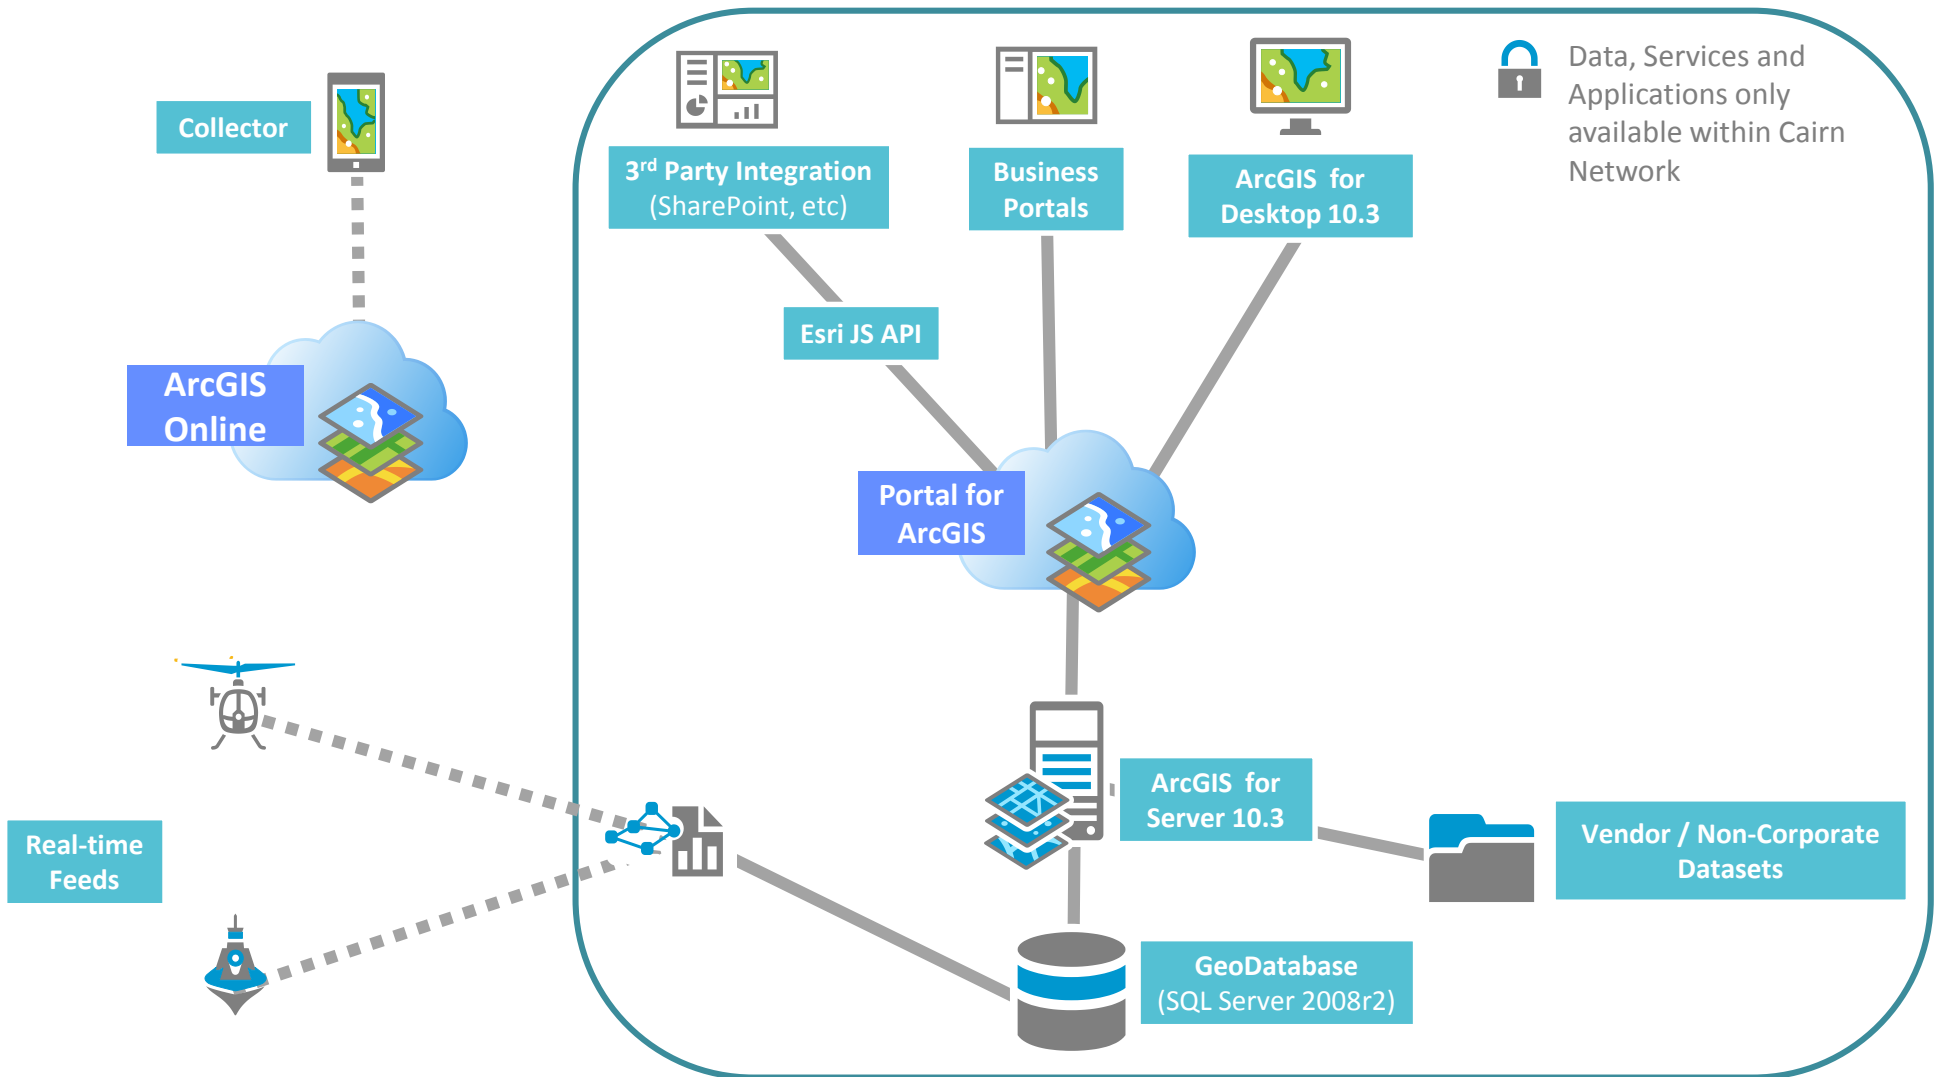 Data, Services and
Applications only
available within Cairn
Network
Collector
3rd Party Integration
(SharePoint, etc)
Business
Portals
ArcGIS for
Desktop 10.3
Esri JS API
ArcGIS
Online
Portal for
ArcGIS
ArcGIS for
Server 10.3
Real-time
Feeds
Vendor / Non-Corporate
Datasets
GeoDatabase
(SQL Server 2008r2)